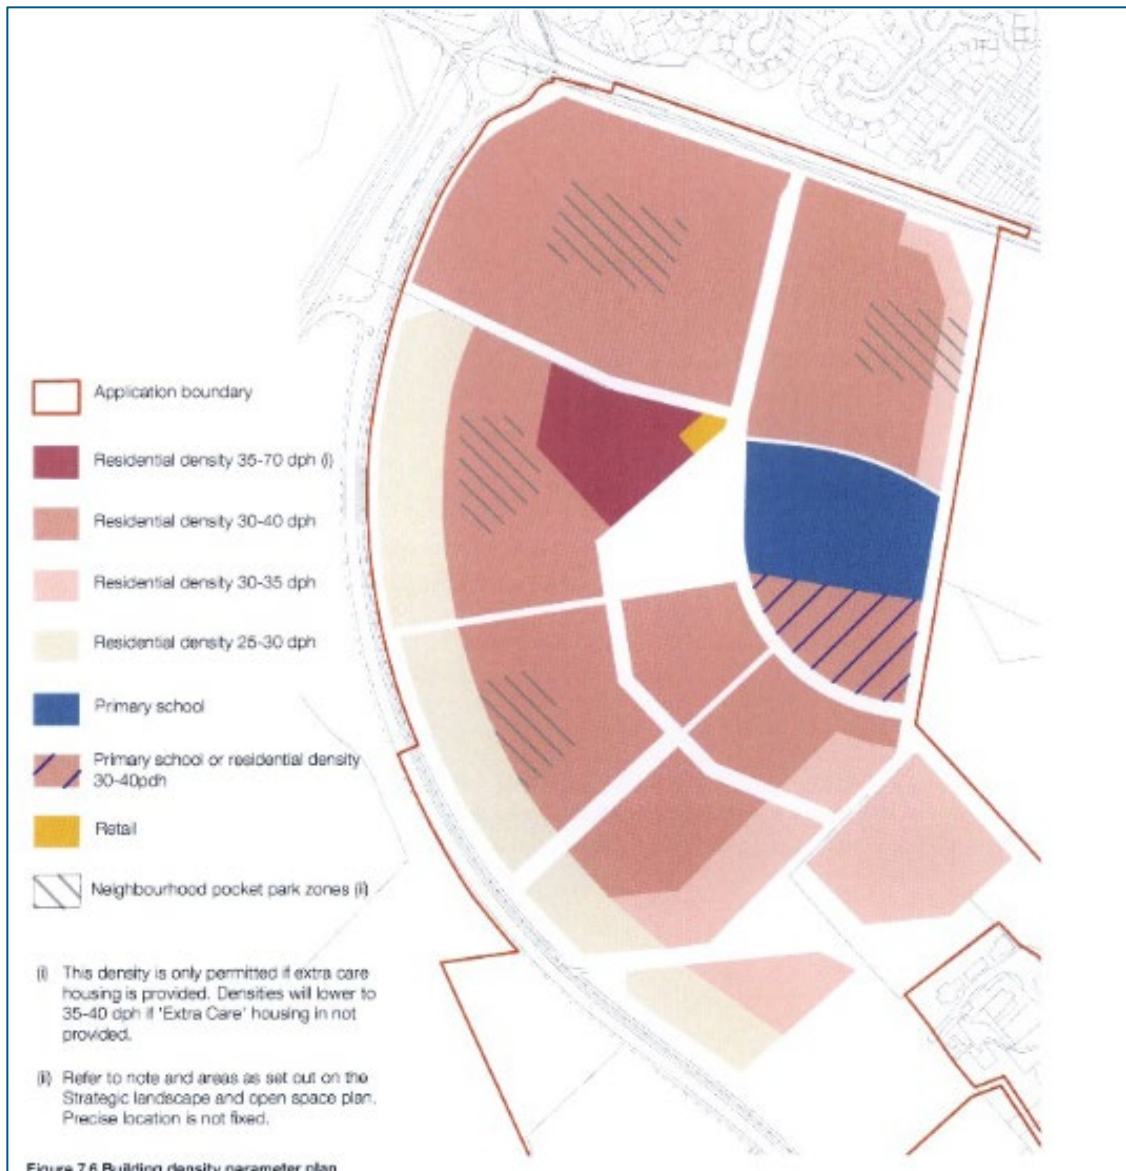 Application boundary
Residential density 35-70 dph (i)
Residential density 30-40 dph
Residential density 30-35 dph
Residential density 25-30 dph
Primary school
Primary school or residential density
30-40pdh
Retail
Neighbourhood pocket park zones (ii)
(i) This density is only permitted if extra care
housing is provided. Densities will lower to
35-40 dph if 'Extra Care' housing in not
provided.
(ii) Refer to note and areas as set out on the
Strategic landscape and open space plan.
Precise location is not fixed.
Figure 7.6 Building density parameter plan